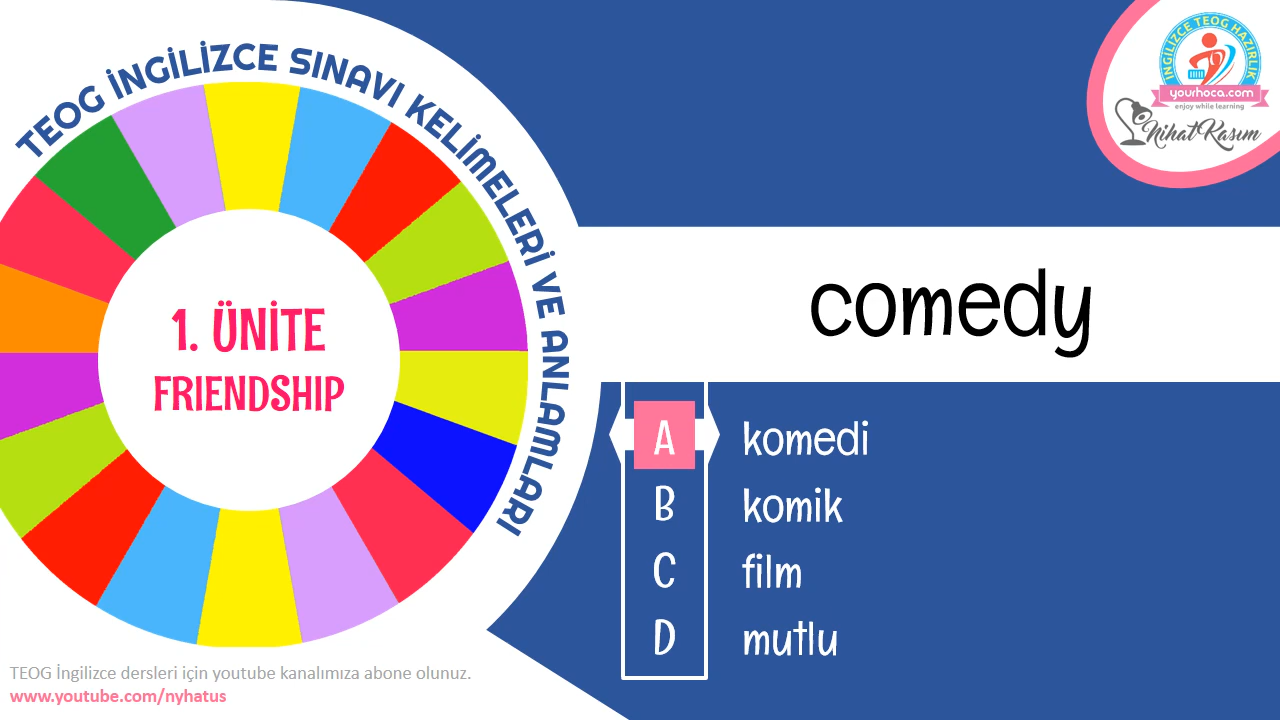 TEOG İNGİLİZCE SINAVI KELİMELERİ VE ANLAMLARI
1. ÜNİTE
FRIENDSHIP
İNGİLİZCE TEOG HAZIRLIK
yourhoca.com
enjoy while learning
Nihat Kasım
comedy
A komedi
B komik
C film
D mutlu
TEOG İngilizce dersleri için youtube kanalımıza abone olunuz.
www.youtube.com/nyhatus